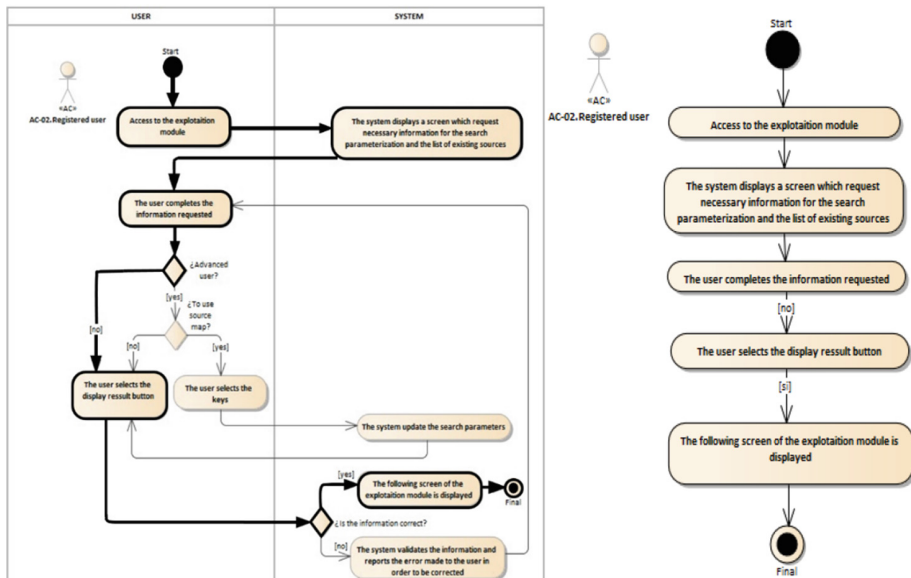 USER
SYSTEM
Start
«AC»
AC-02.Registered user
Access to the explotaition
module
The system displays a screen which request
necessary information for the search
parameterization and the list of existing sources
The user completes the
information requested
¿Advanced
user?
[yes]
¿To use
source
map?
[no]
[no]
[yes]
The user selects the
display ressult button
The user selects the
keys
The system update the search parameters
[yes]
The following screen of the
explotaition module is displayed
Final
¿Is the information correct?
[no]
The system validates the information and
reports the error made to the user in
order to be corrected
Start
«AC»
AC-02.Registered user
Access to the explotaition module
The system displays a screen which request
necessary information for the search
parameterization and the list of existing sources
The user completes the information requested
[no]
The user selects the display ressult button
[si]
The following screen of the explotaition module is
displayed
Final